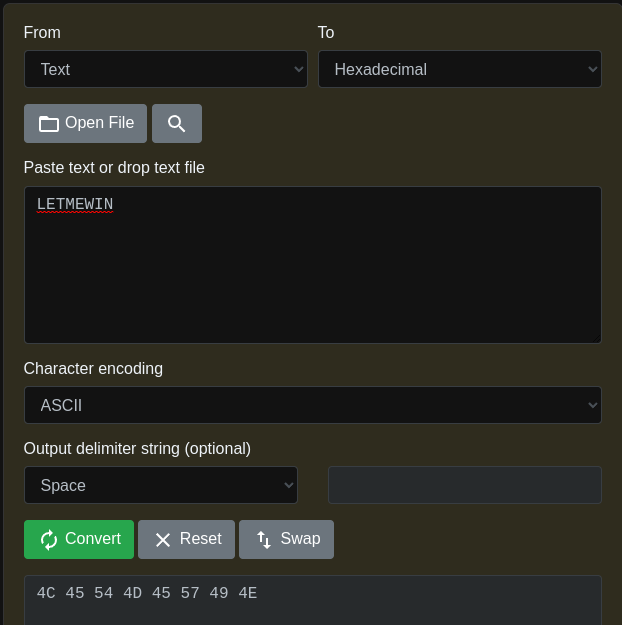 From To
Text Hexadecimal
Open File
Paste text or drop text file
LETMEWIN
Character encoding
ASCII
Output delimiter string (optional)
Space
Convert Reset Swap
4C 45 54 4D 45 57 49 4E